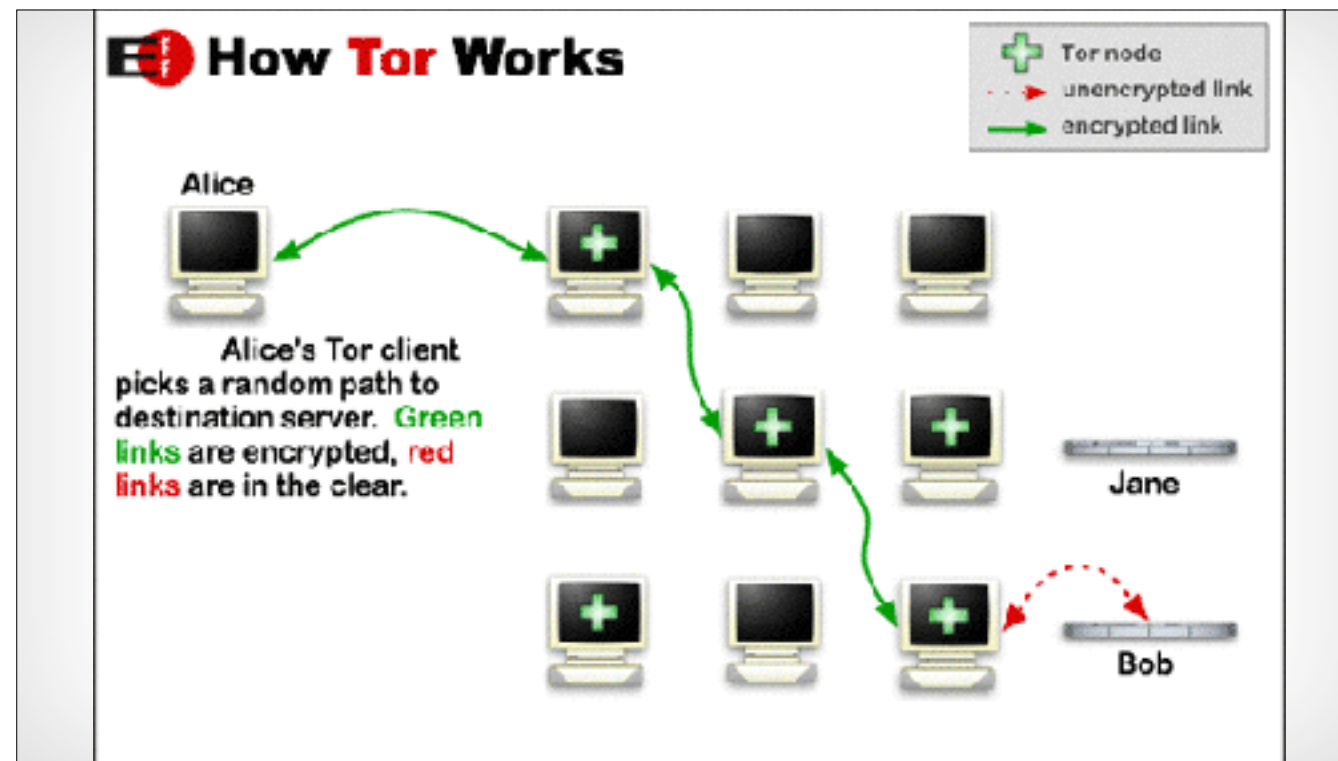 EFF How Tor Works
Tor node
unencrypted link
encrypted link
Alice
Alice's Tor client
picks a random path to
destination server. Green
links are encrypted, red
links are in the clear.
Jane
Bob